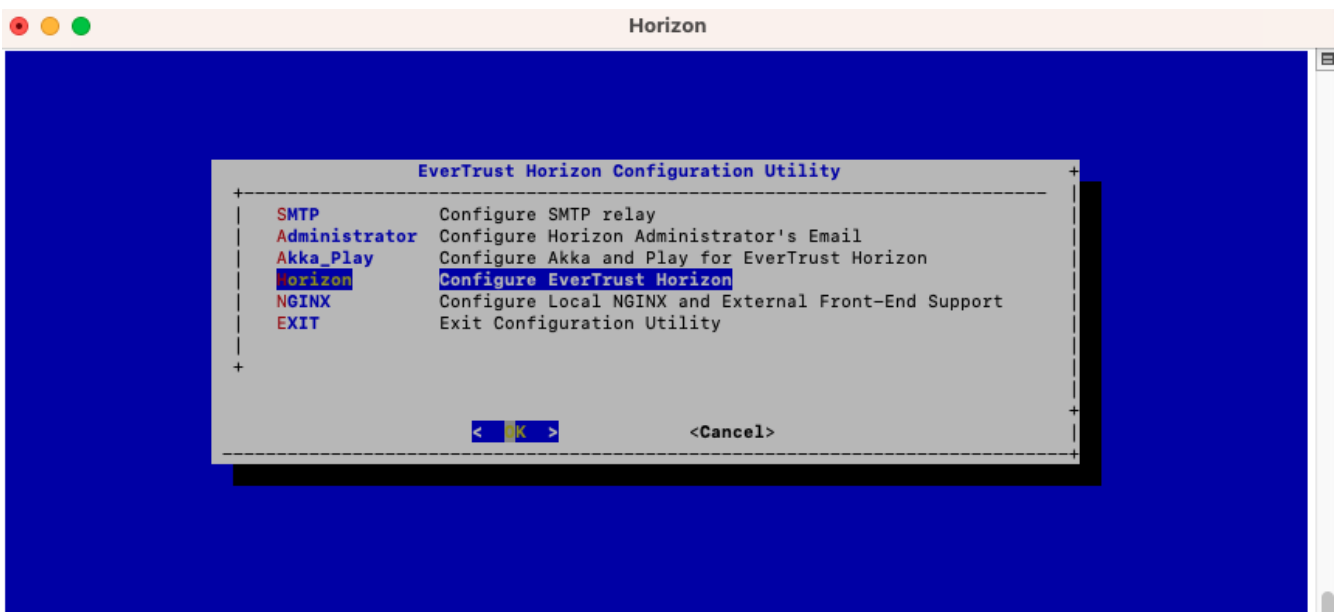 Horizon
EverTrust Horizon Configuration Utility
SMTP Configure SMTP relay
Administrator Configure Horizon Administrator's Email
Akka_Play Configure Akka and Play for EverTrust Horizon
Horizon Configure EverTrust Horizon
NGINX Configure Local NGINX and External Front-End Support
EXIT Exit Configuration Utility
< OK > <Cancel>